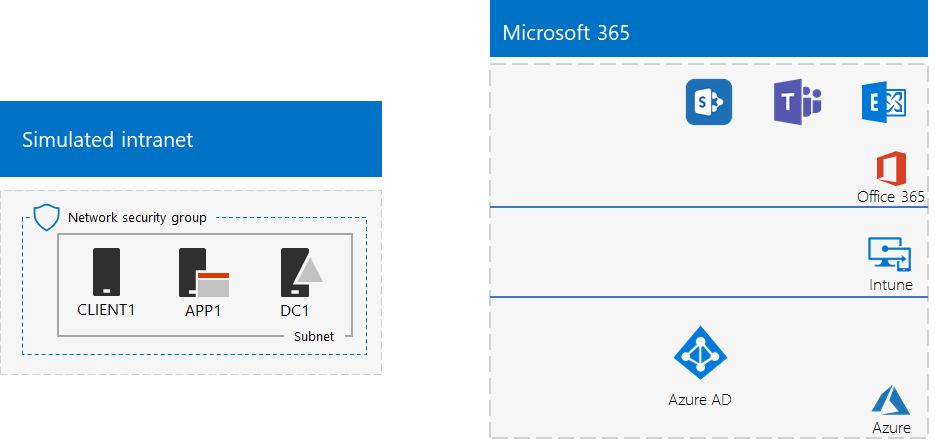 Microsoft 365
Simulated intranet
Network security group
CLIENT1
APP1
DC1
Subnet
S
T
E
Office 365
Intune
Azure AD
Azure